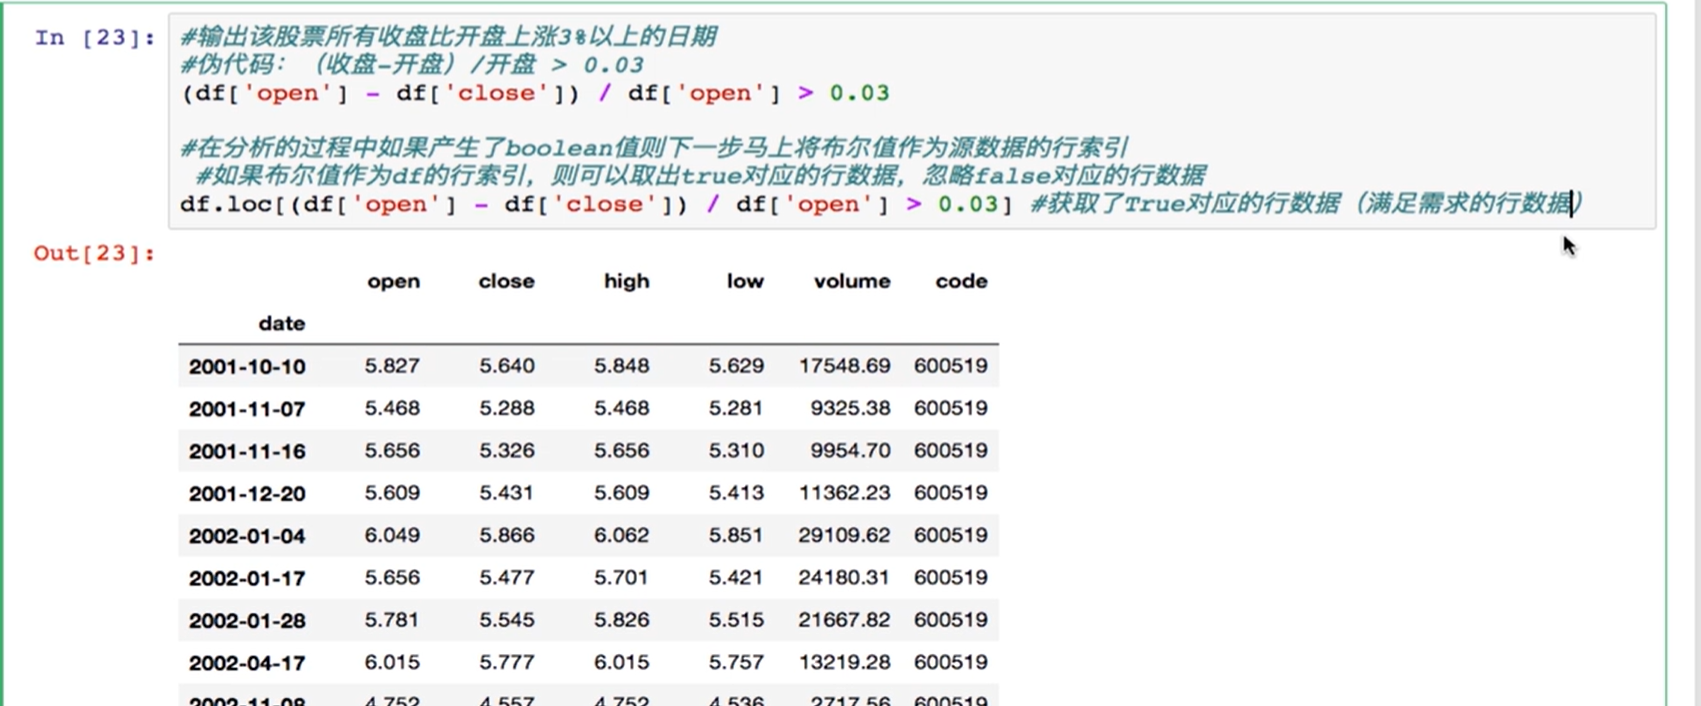 In [23]:
#输出该股票所有收盘比开盘上涨3%以上的日期
#伪代码：（收盘-开盘）/开盘 > 0.03
(df['open'] - df['close']) / df['open'] > 0.03
#在分析的过程中如果产生了boolean值则下一步马上将布尔值作为源数据的行索引
#如果布尔值作为df的行索引，则可以取出true对应的行数据，忽略false对应的行数据
df.loc[(df['open'] - df['close']) / df['open'] > 0.03] #获取了True对应的行数据（满足需求的行数据）
Out[23]:
open close high low volume code
date
2001-10-10 5.827 5.640 5.848 5.629 17548.69 600519
2001-11-07 5.468 5.288 5.468 5.281 9325.38 600519
2001-11-16 5.656 5.326 5.656 5.310 9954.70 600519
2001-12-20 5.609 5.431 5.609 5.413 11362.23 600519
2002-01-04 6.049 5.866 6.062 5.851 29109.62 600519
2002-01-17 5.656 5.477 5.701 5.421 24180.31 600519
2002-01-28 5.781 5.545 5.826 5.515 21667.82 600519
2002-04-17 6.015 5.777 6.015 5.757 13219.28 600519
2002-11-08 4.752 4.557 4.752 4.536 2717.56 600519